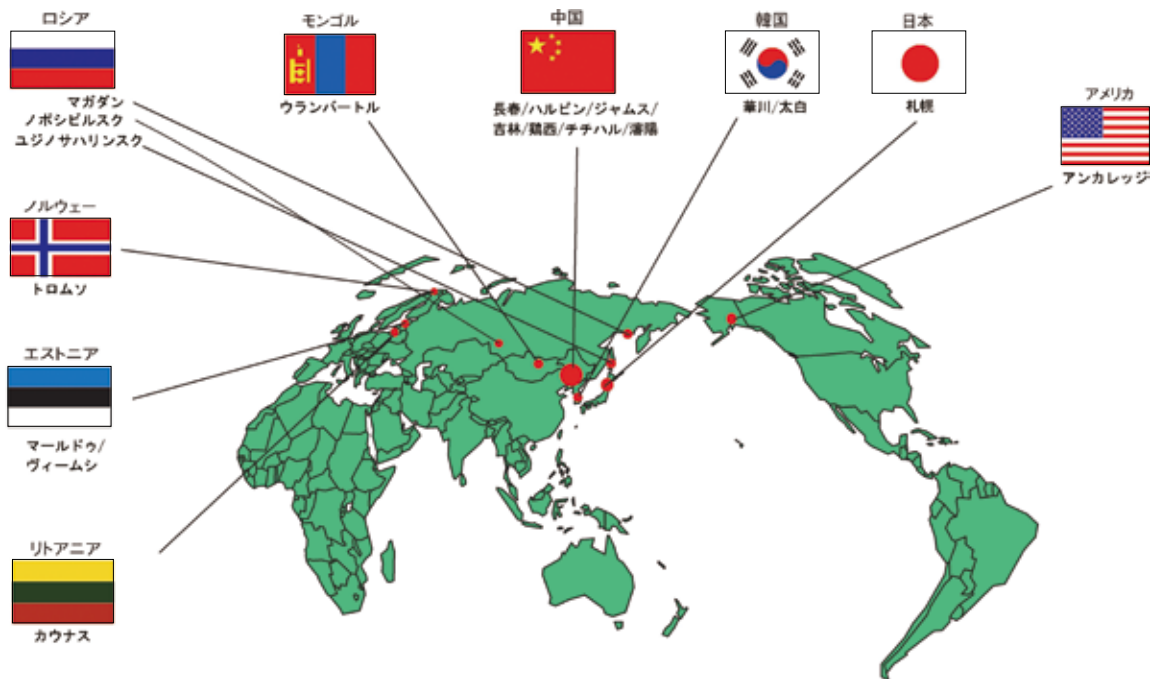 ロシア
マガダン
ノボシビルスク
ユジノサハリンスク
モンゴル
ウランバートル
中国
長春/ハルビン/ジャムス/
吉林/鶏西/チチハル/瀋陽
韓国
華川/太白
日本
札幌
アメリカ
アンカレッジ
ノルウェー
トロムソ
エストニア
マールドゥ/
ヴィームシ
リトアニア
カウナス